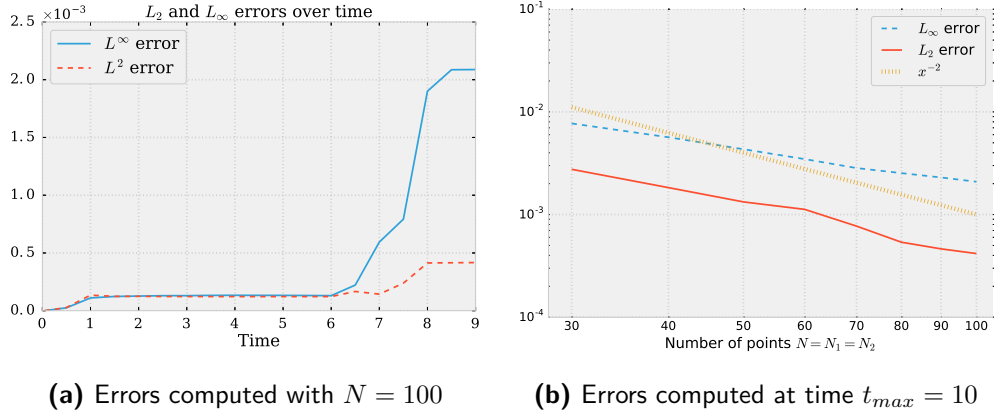 ×10⁻³ L₂ and L∞ errors over time
2.5
2.0
1.5
1.0
0.5
0.0
L^∞ error
L² error
0 1 2 3 4 5 6 7 8 9
Time
(a) Errors computed with N = 100
10⁻¹
10⁻²
10⁻³
10⁻⁴
L∞ error
L₂ error
x⁻²
30 40 50 60 70 80 90 100
Number of points N = N₁ = N₂
(b) Errors computed at time t_max = 10